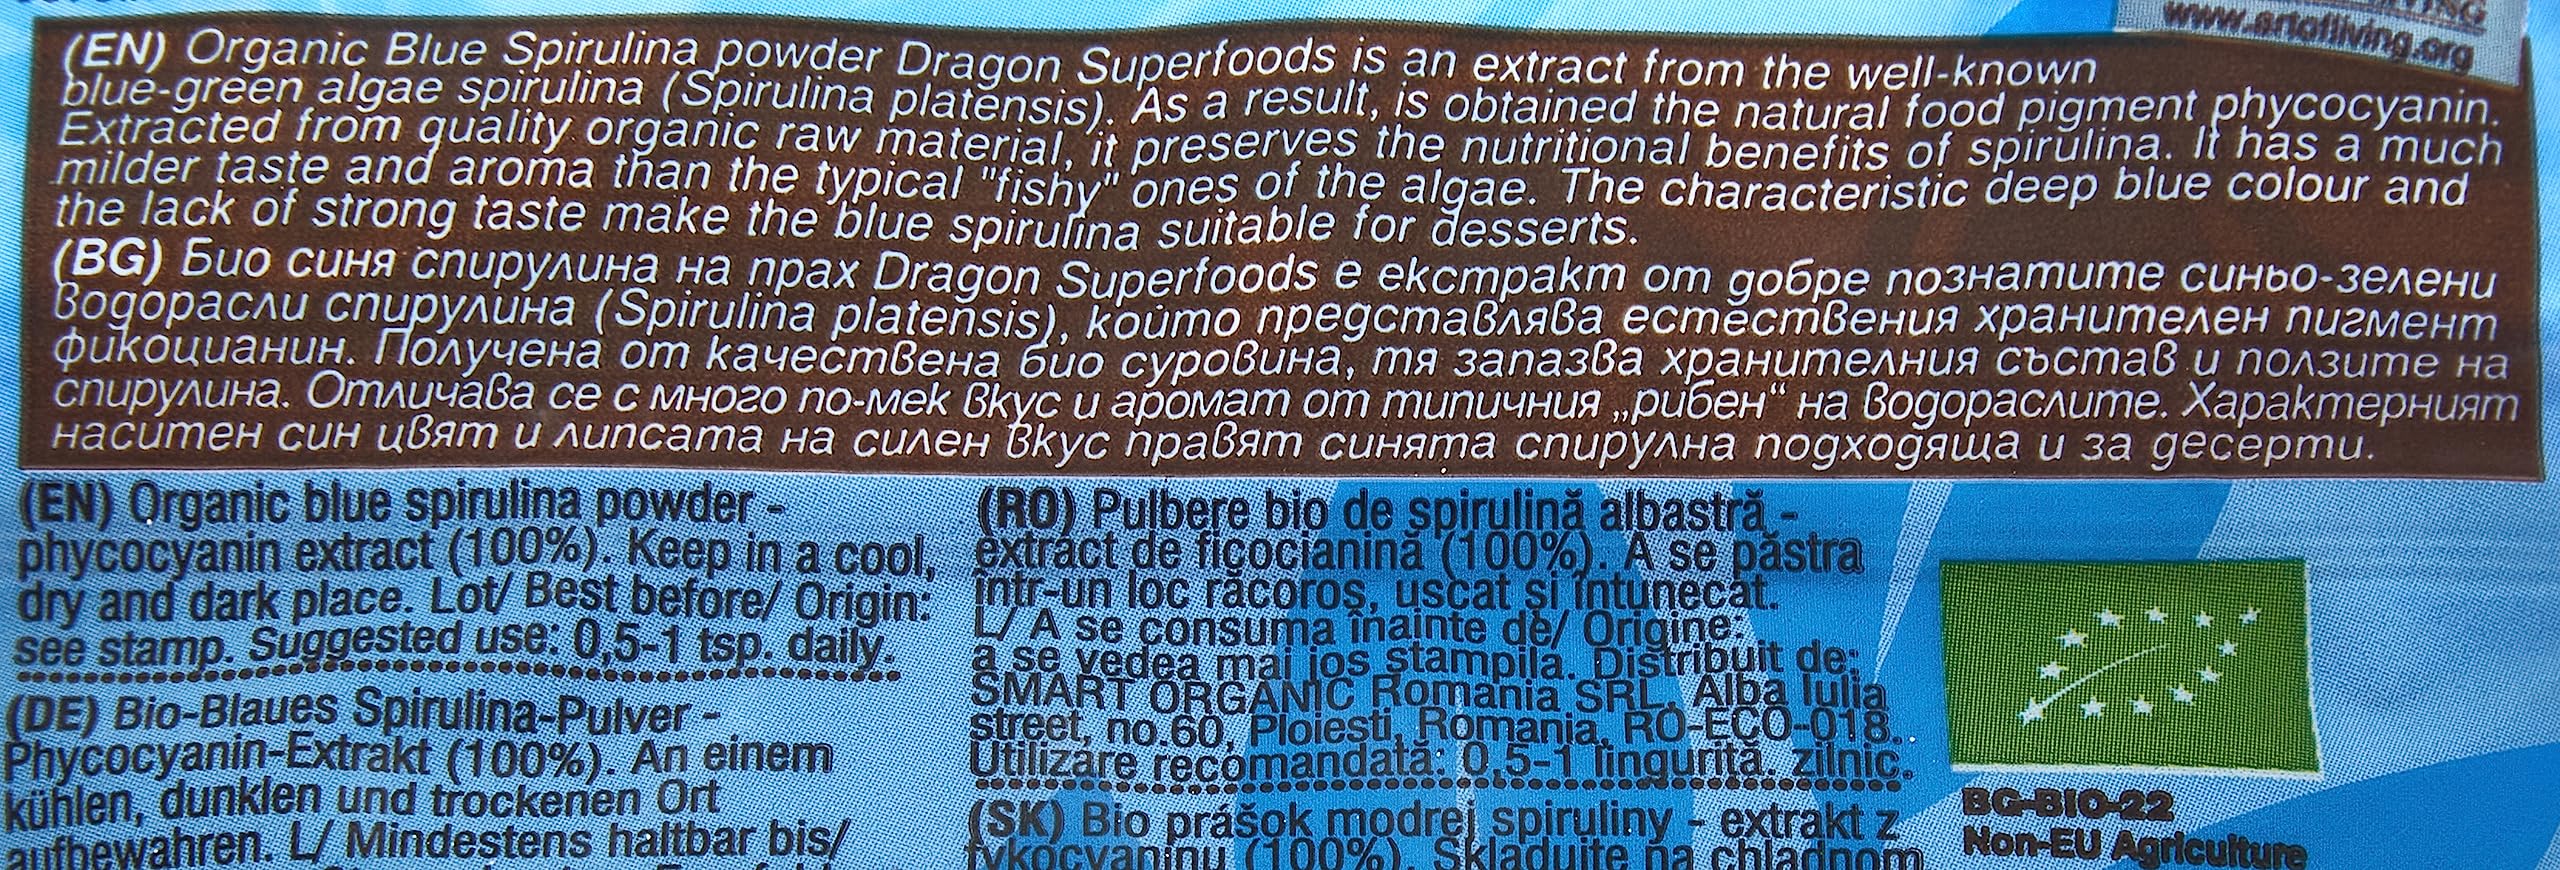 www.artofliving.org
(EN) Organic Blue Spirulina powder Dragon Superfoods is an extract from the well-known
blue-green algae spirulina (Spirulina platensis). As a result, is obtained the natural food pigment phycocyanin.
Extracted from quality organic raw material, it preserves the nutritional benefits of spirulina. It has a much
milder taste and aroma than the typical "fishy" ones of the algae. The characteristic deep blue colour and
the lack of strong taste make the blue spirulina suitable for desserts.
(BG) Био синя спирулина на прах Dragon Superfoods е екстракт от добре познатите синьо-зелени
водорасли спирулина (Spirulina platensis), който представлява естествения хранителен пигмент
фикоцианин. Получена от качествена био суровина, тя запазва хранителния състав и ползите на
спирулина. Отличава се с много по-мек вкус и аромат от типичния „рибен“ на водораслите. Характерният
наситен син цвят и липсата на силен вкус правят синята спирулна подходяща и за десерти.
(EN) Organic blue spirulina powder -
phycocyanin extract (100%). Keep in a cool,
dry and dark place. Lot/ Best before/ Origin:
see stamp. Suggested use: 0,5-1 tsp. daily.
(DE) Bio-Blaues Spirulina-Pulver -
Phycocyanin-Extrakt (100%). An einem
kühlen, dunklen und trockenen Ort
aufbewahren. L/ Mindestens haltbar bis/
(RO) Pulbere bio de spirulină albastră -
extract de ficocianină (100%). A se păstra
într-un loc răcoros, uscat și întunecat.
L/ A se consuma înainte de/ Origine:
a se vedea mai jos ștampila. Distribuit de:
SMART ORGANIC Romania SRL, Alba Iulia
street, no.60, Ploiesti, Romania, RO-ECO-018.
Utilizare recomandată: 0,5-1 linguriță. zilnic.
(SK) Bio prášok modrej spiruliny - extrakt z
fykocyanínu (100%). Skladujte na chladnom
BG-BIO-22
Non-EU Agriculture